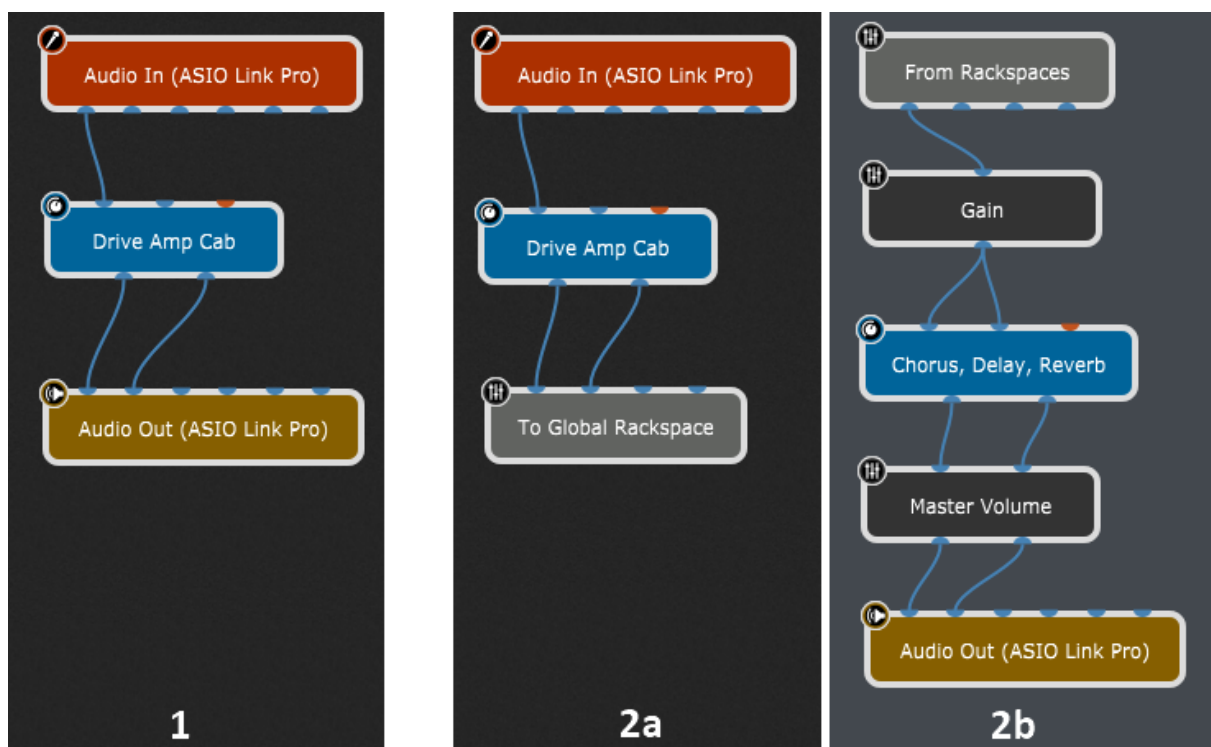 Audio In (ASIO Link Pro)
Drive Amp Cab
Audio Out (ASIO Link Pro)
1
Audio In (ASIO Link Pro)
Drive Amp Cab
To Global Rackspace
2a
From Rackspaces
Gain
Chorus, Delay, Reverb
Master Volume
Audio Out (ASIO Link Pro)
2b